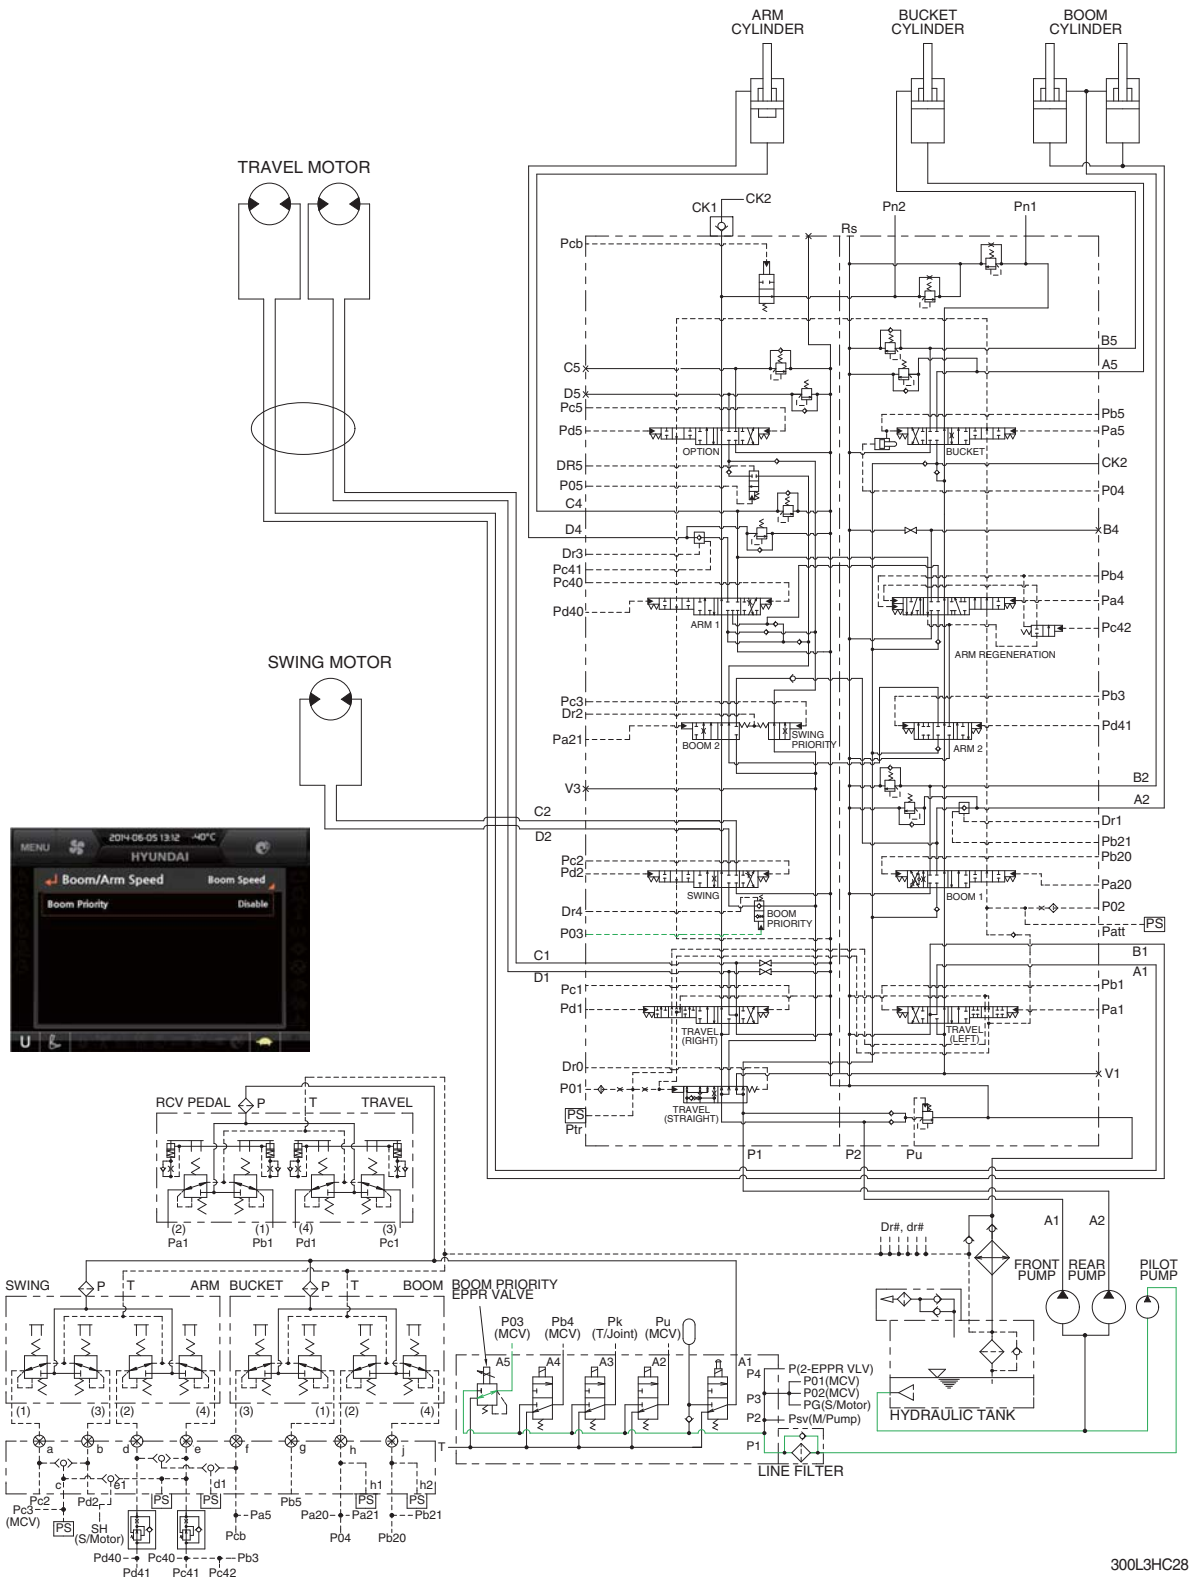 ARM
CYLINDER
BUCKET
CYLINDER
BOOM
CYLINDER
TRAVEL MOTOR
CK1
CK2
Pcb
Rs
Pn2
Pn1
B5
A5
C5
D5
Pc5
Pd5
OPTION
BUCKET
Pb5
Pa5
CK2
DR5
P05
C4
P04
D4
B4
Dr3
Pc41
Pc40
Pd40
ARM 1
Pb4
Pa4
Pc42
ARM REGENERATION
SWING MOTOR
Pc3
Dr2
Pa21
BOOM 2
SWING
PRIORITY
ARM 2
Pb3
Pd41
V3
B2
A2
C2
D2
Dr1
Pb21
Pb20
Pc2
Pd2
SWING
BOOM 1
Pa20
Dr4
BOOM
PRIORITY
P02
P03
Patt
PS
C1
D1
B1
A1
Pc1
Pd1
TRAVEL
(RIGHT)
TRAVEL
(LEFT)
Pb1
Pa1
Dr0
P01
PS
Ptr
TRAVEL
(STRAIGHT)
V1
P1
P2
Pu
MENU
2014-06-05 13:12 -40°C
HYUNDAI
Boom/Arm Speed Boom Speed
Boom Priority Disable
U
RCV PEDAL P T TRAVEL
(2) (1) (4) (3)
Pa1 Pb1 Pd1 Pc1
SWING P T ARM
BUCKET P T BOOM
(1) (3) (2) (4)
(3) (1) (2) (4)
a b d e f g h j
c e1 d1 h1 h2
Pc2 Pd2 PS PS Pb5 PS PS
Pc3
(MCV)
PS
SH
(S/Motor)
Pa5
Pcb
Pa20 Pa21
P04
Pb21
Pb20
Pd40
Pd41
Pc40 Pb3
Pc41 Pc42
BOOM PRIORITY
EPPR VALVE
P03
(MCV)
Pb4
(MCV)
Pk
(T/Joint)
Pu
(MCV)
A5 A4 A3 A2 A1
P4
P3
P2
P1
T
P(2-EPPR VLV)
P01(MCV)
P02(MCV)
PG(S/Motor)
Psv(M/Pump)
LINE FILTER
Dr#, dr#
A1
A2
FRONT
PUMP
REAR
PUMP
PILOT
PUMP
HYDRAULIC TANK
300L3HC28